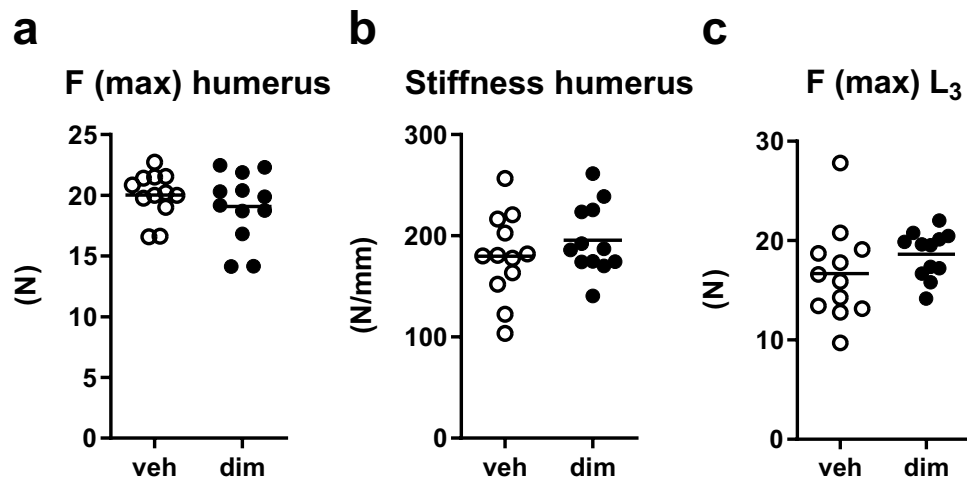 a
F (max) humerus
25
20
15
10
5
0
(N)
veh dim
b
Stiffness humerus
300
200
100
0
(N/mm)
veh dim
c
F (max) L₃
30
20
10
0
(N)
veh dim